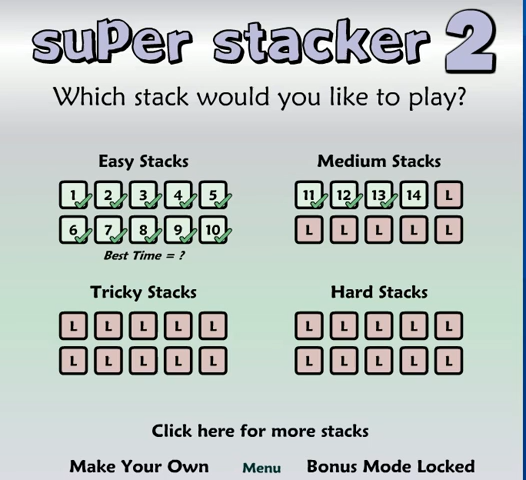 super stacker 2
Which stack would you like to play?
Easy Stacks
1 2 3 4 5
6 7 8 9 10
Best Time = ?
Medium Stacks
11 12 13 14 L
L L L L L
Tricky Stacks
L L L L L
L L L L L
Hard Stacks
L L L L L
L L L L L
Click here for more stacks
Make Your Own Menu Bonus Mode Locked